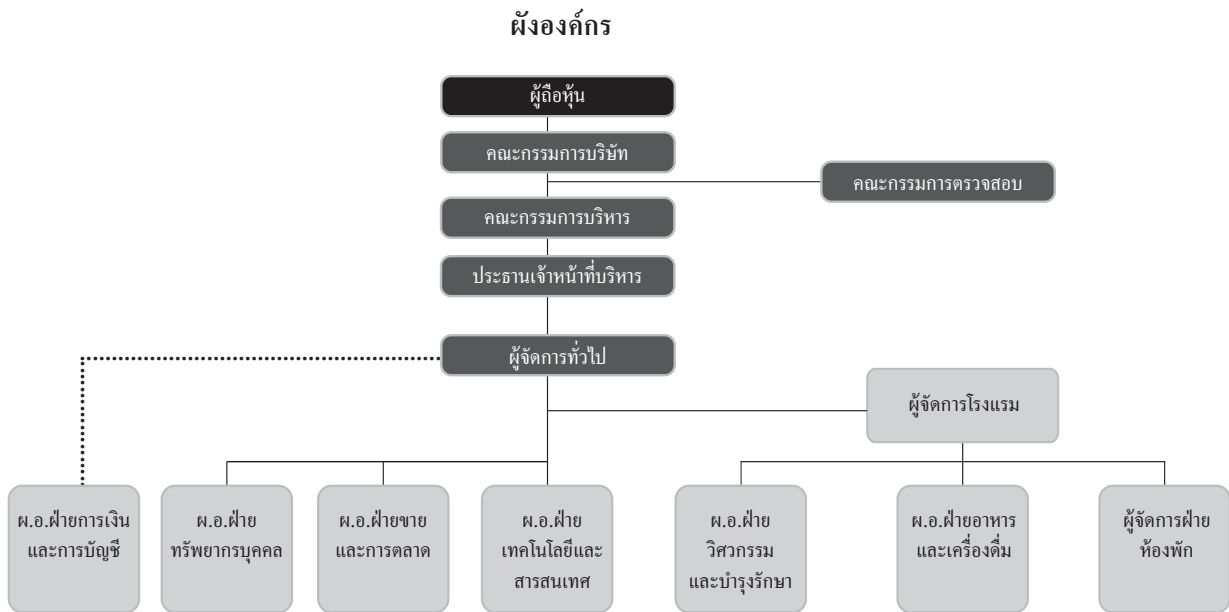 ผังองค์กร
ผู้ถือหุ้น
คณะกรรมการบริษัท
คณะกรรมการตรวจสอบ
คณะกรรมการบริหาร
ประธานเจ้าหน้าที่บริหาร
ผู้จัดการทั่วไป
ผู้จัดการโรงแรม
ผ.อ.ฝ่ายการเงิน
และการบัญชี
ผ.อ.ฝ่าย
ทรัพยากรบุคคล
ผ.อ.ฝ่ายขาย
และการตลาด
ผ.อ.ฝ่าย
เทคโนโลยีและ
สารสนเทศ
ผ.อ.ฝ่าย
วิศวกรรม
และบำรุงรักษา
ผ.อ.ฝ่ายอาหาร
และเครื่องดื่ม
ผู้จัดการฝ่าย
ห้องพัก